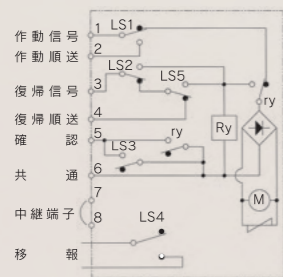 作動信号 1 LS1
作動順送 2
LS2
復帰信号 3 LS5
ry
復帰順送 4 Ry
確認 5 ry
LS3
共通 6
7 M
中継端子
8 LS4
移報